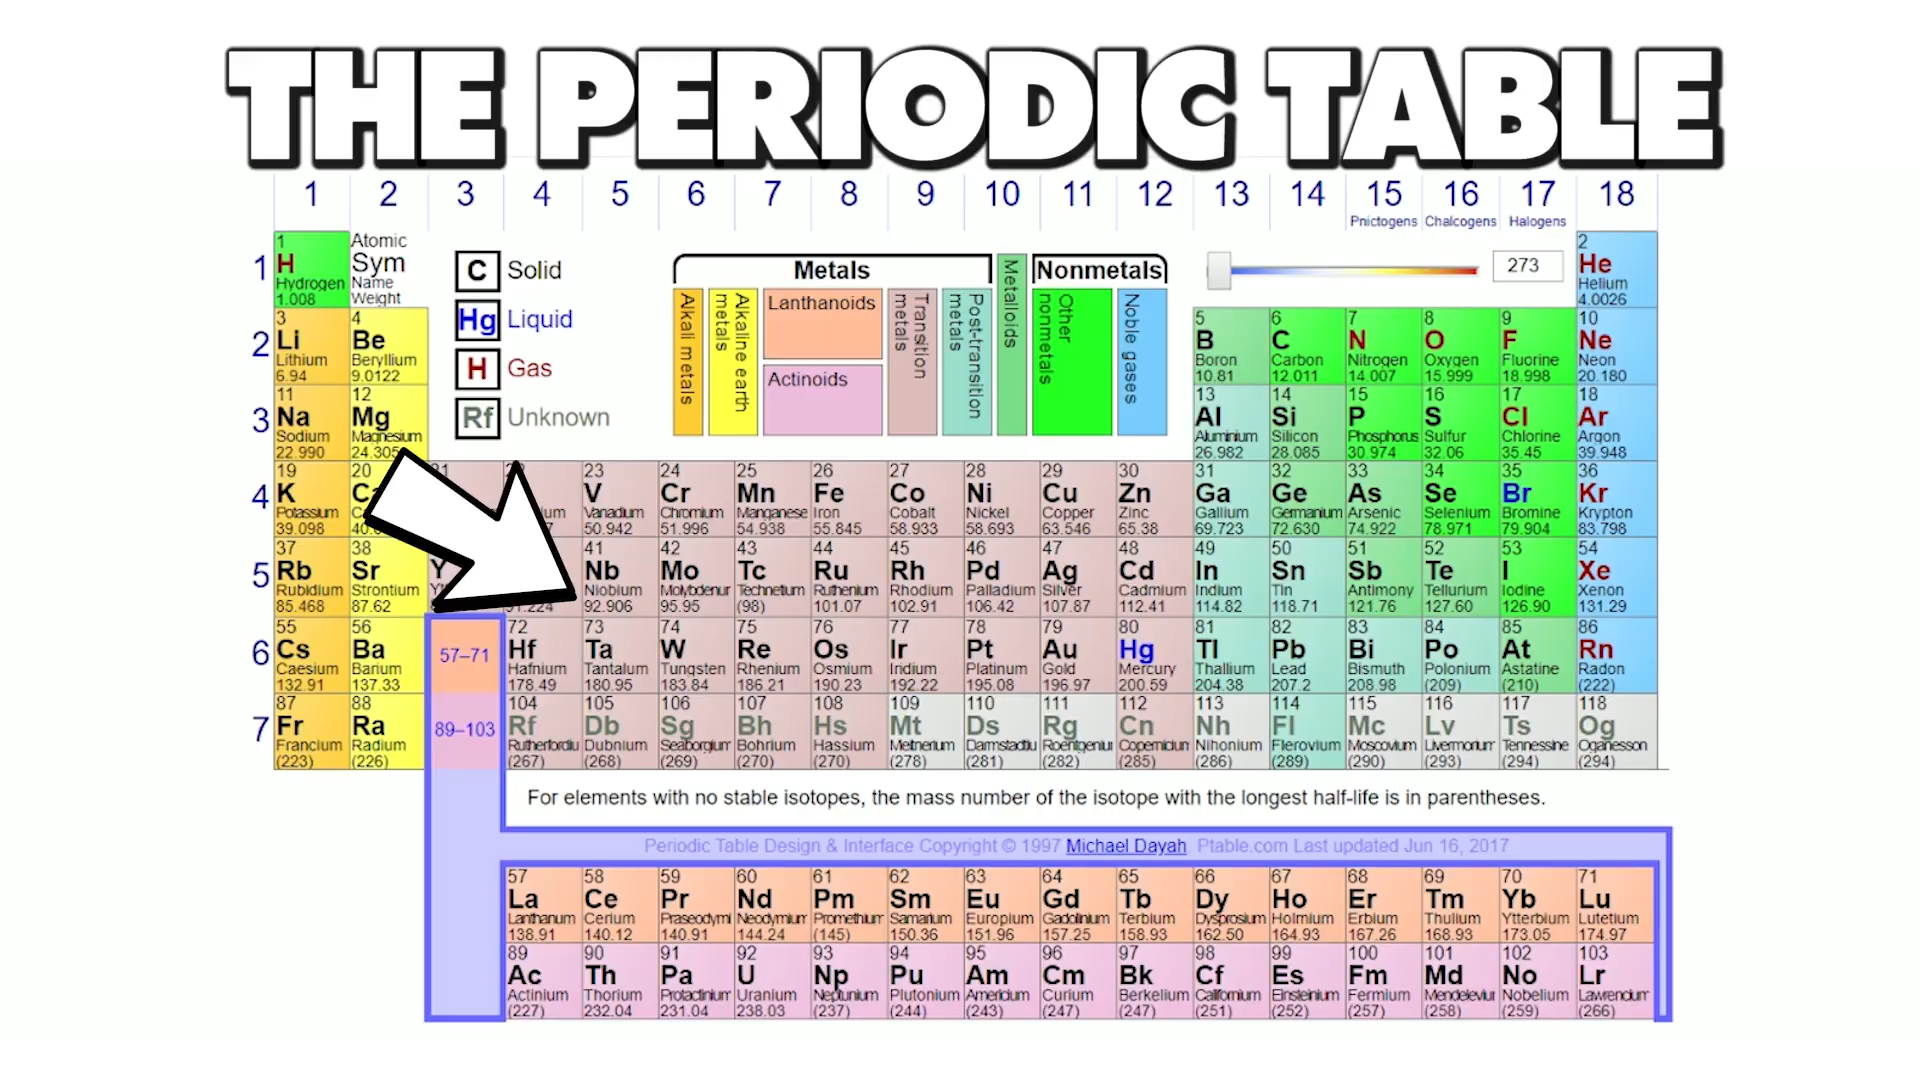 THE PERIODIC TABLE
1 2 3 4 5 6 7 8 9 10 11 12 13 14 15 16 17 18
Pnictogens Chalcogens Halogens
1 Atomic 2
1 H Sym C Solid Metals Metalloids Nonmetals 273 He
Hydrogen Name Helium
1.008 Weight 4.0026
Hg Liquid
H Gas
Rf Unknown
Alkali metals
Alkaline earth metals
Lanthanoids
Actinoids
Transition metals
Post-transition metals
Other nonmetals
Noble gases
3 4 5 6 7 8 9 10
2 Li Be B C N O F Ne
Lithium Beryllium Boron Carbon Nitrogen Oxygen Fluorine Neon
6.94 9.0122 10.81 12.011 14.007 15.999 18.998 20.180
11 12 13 14 15 16 17 18
3 Na Mg Al Si P S Cl Ar
Sodium Magnesium Aluminium Silicon Phosphorus Sulfur Chlorine Argon
22.990 24.305 26.982 28.085 30.974 32.06 35.45 39.948
19 20 23 24 25 26 27 28 29 30 31 32 33 34 35 36
4 K V Cr Mn Fe Co Ni Cu Zn Ga Ge As Se Br Kr
Potassium Vanadium Chromium Manganese Iron Cobalt Nickel Copper Zinc Gallium Germanium Arsenic Selenium Bromine Krypton
39.098 50.942 51.996 54.938 55.845 58.933 58.693 63.546 65.38 69.723 72.630 74.922 78.971 79.904 83.798
37 38 41 42 43 44 45 46 47 48 49 50 51 52 53 54
5 Rb Sr Y Nb Mo Tc Ru Rh Pd Ag Cd In Sn Sb Te I Xe
Rubidium Strontium Niobium Molybdenur Technetium Ruthenium Rhodium Palladium Silver Cadmium Indium Tin Antimony Tellurium Iodine Xenon
85.468 87.62 92.906 95.95 (98) 101.07 102.91 106.42 107.87 112.41 114.82 118.71 121.76 127.60 126.90 131.29
55 56 72 73 74 75 76 77 78 79 80 81 82 83 84 85 86
6 Cs Ba 57–71 Hf Ta W Re Os Ir Pt Au Hg Tl Pb Bi Po At Rn
Caesium Barium Hafnium Tantalum Tungsten Rhenium Osmium Iridium Platinum Gold Mercury Thallium Lead Bismuth Polonium Astatine Radon
132.91 137.33 178.49 180.95 183.84 186.21 190.23 192.22 195.08 196.97 200.59 204.38 207.2 208.98 (209) (210) (222)
87 88 104 105 106 107 108 109 110 111 112 113 114 115 116 117 118
7 Fr Ra 89–103 Rf Db Sg Bh Hs Mt Ds Rg Cn Nh Fl Mc Lv Ts Og
Francium Radium Rutherfordiu Dubnium Seaborgiur Bohrium Hassium Meitnerium Darmstadtiu Roentgeniur Coperniciun Nihonium Flerovium Moscovium Livermoriurr Tennessine Oganesson
(223) (226) (267) (268) (269) (270) (270) (278) (281) (282) (285) (286) (289) (290) (293) (294) (294)
For elements with no stable isotopes, the mass number of the isotope with the longest half-life is in parentheses.
Periodic Table Design & Interface Copyright © 1997 Michael Dayah Ptable.com Last updated Jun 16, 2017
57 58 59 60 61 62 63 64 65 66 67 68 69 70 71
La Ce Pr Nd Pm Sm Eu Gd Tb Dy Ho Er Tm Yb Lu
Lanthanum Cerium Praseodymi Neodymiurr Promethiurr Samarium Europium Gadolinium Terbium Dysprosium Holmium Erbium Thulium Ytterbium Lutetium
138.91 140.12 140.91 144.24 (145) 150.36 151.96 157.25 158.93 162.50 164.93 167.26 168.93 173.05 174.97
89 90 91 92 93 94 95 96 97 98 99 100 101 102 103
Ac Th Pa U Np Pu Am Cm Bk Cf Es Fm Md No Lr
Actinium Thorium Protactiniurr Uranium Neptunium Plutonium Americium Curium Berkelium Californium Einsteinium Fermium Mendeleviur Nobelium Lawrenciurr
(227) 232.04 231.04 238.03 (237) (244) (243) (247) (247) (251) (252) (257) (258) (259) (266)